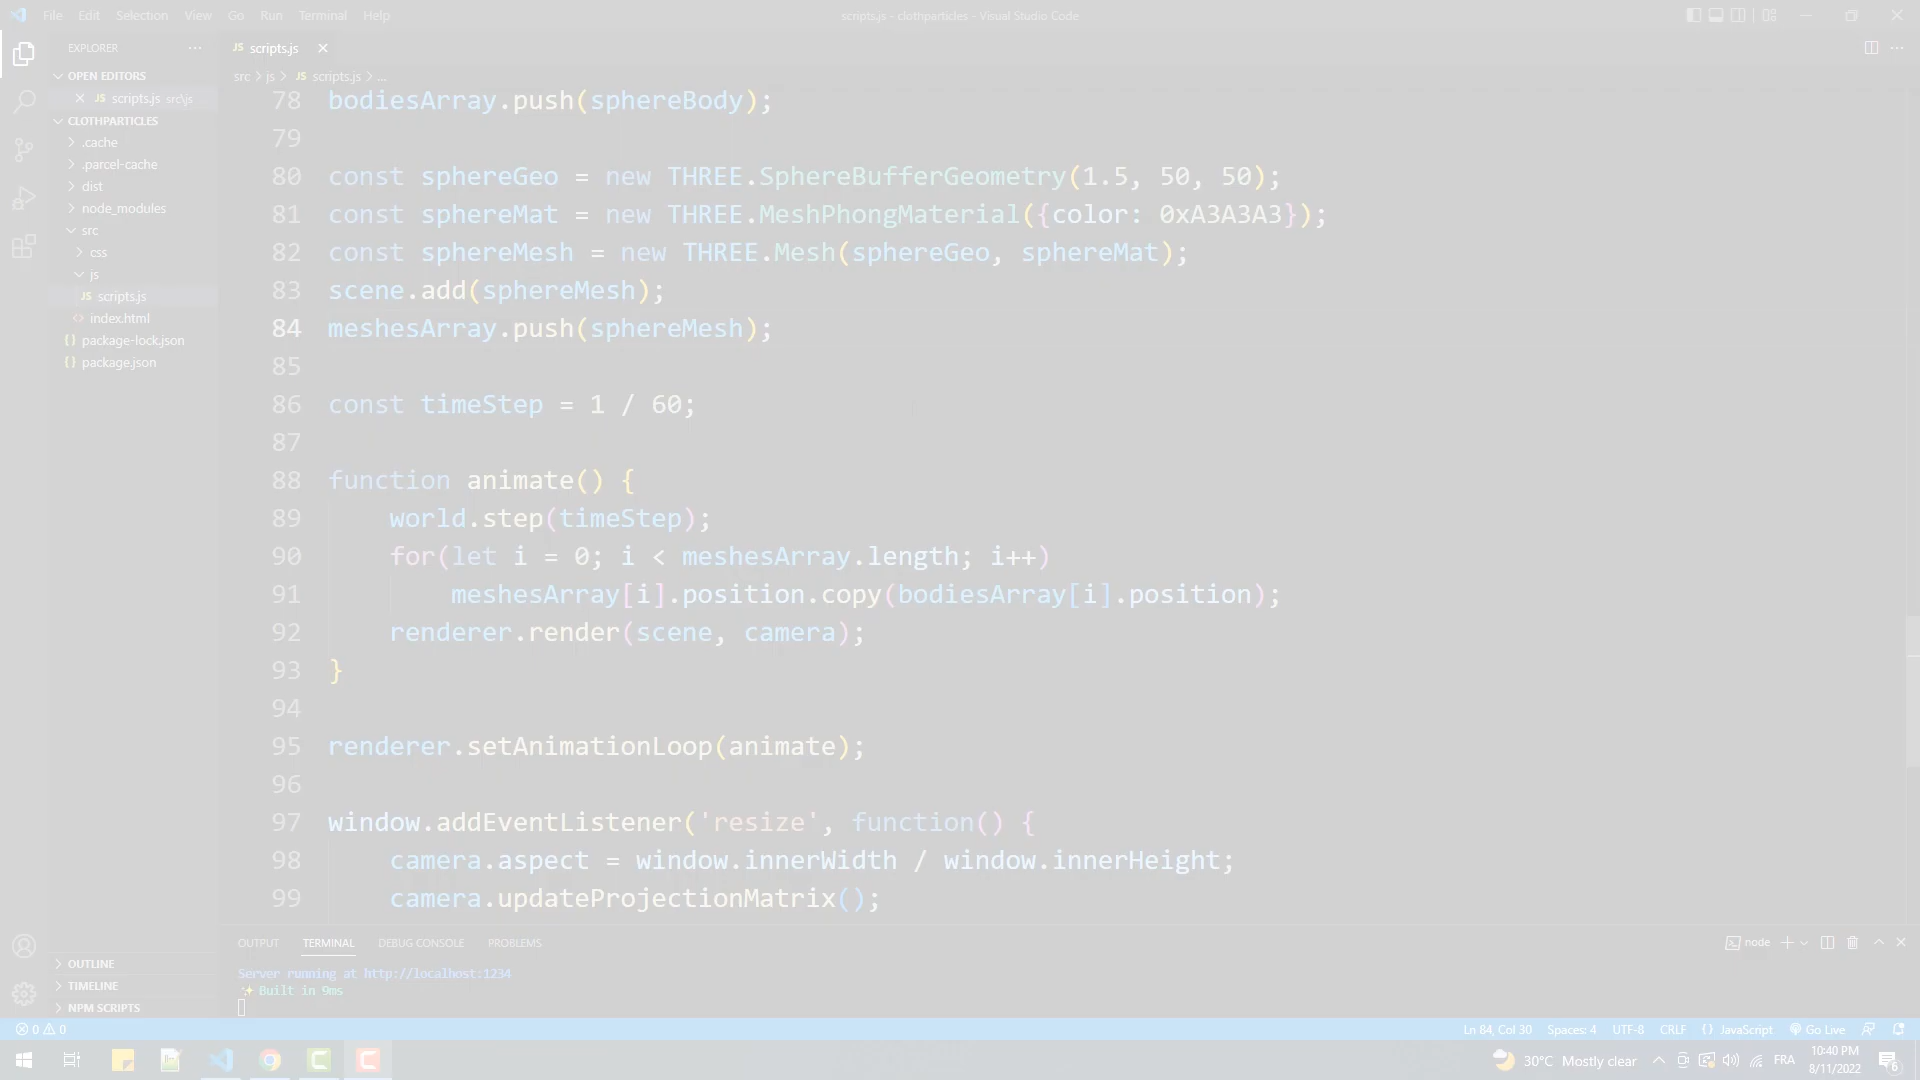 File Edit Selection View Go Run Terminal Help
scripts.js - clothparticles - Visual Studio Code
EXPLORER
OPEN EDITORS
JS scripts.js src\js
CLOTHPARTICLES
.cache
.parcel-cache
dist
node_modules
src
css
js
JS scripts.js
index.html
package-lock.json
package.json
OUTLINE
TIMELINE
NPM SCRIPTS
JS scripts.js
src > js > JS scripts.js > ...
78 bodiesArray.push(sphereBody);
79
80 const sphereGeo = new THREE.SphereBufferGeometry(1.5, 50, 50);
81 const sphereMat = new THREE.MeshPhongMaterial({color: 0xA3A3A3});
82 const sphereMesh = new THREE.Mesh(sphereGeo, sphereMat);
83 scene.add(sphereMesh);
84 meshesArray.push(sphereMesh);
85
86 const timeStep = 1 / 60;
87
88 function animate() {
89 world.step(timeStep);
90 for(let i = 0; i < meshesArray.length; i++)
91 meshesArray[i].position.copy(bodiesArray[i].position);
92 renderer.render(scene, camera);
93 }
94
95 renderer.setAnimationLoop(animate);
96
97 window.addEventListener('resize', function() {
98 camera.aspect = window.innerWidth / window.innerHeight;
99 camera.updateProjectionMatrix();
OUTPUT TERMINAL DEBUG CONSOLE PROBLEMS
node
Server running at http://localhost:1234
✨ Built in 9ms
0 0
Ln 84, Col 30 Spaces: 4 UTF-8 CRLF {} JavaScript Go Live
30°C Mostly clear
FRA
10:40 PM
8/11/2022
6